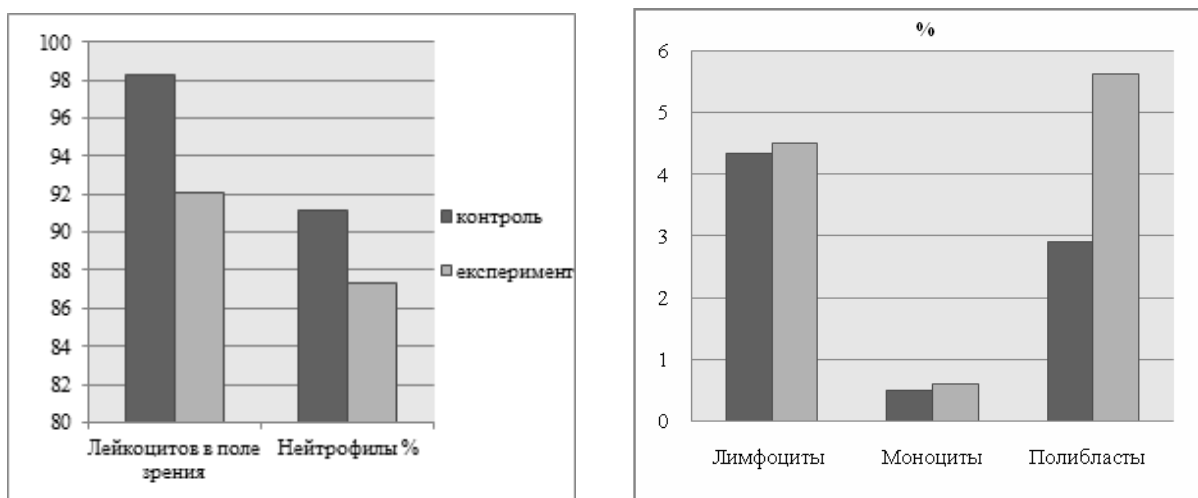 100
98
96
94
92
90
88
86
84
82
80
Лейкоцитов в поле
зрения
Нейтрофилы %
контроль
експеримент
%
6
5
4
3
2
1
0
Лимфоциты
Моноциты
Полибласты